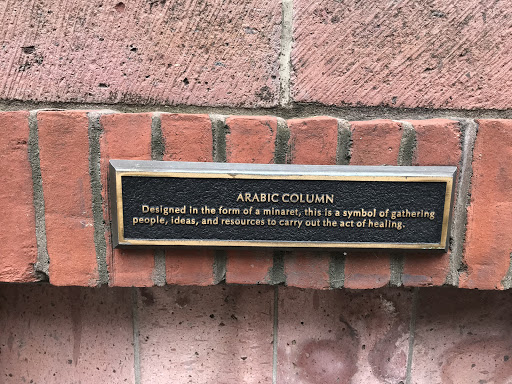 ARABIC COLUMN
Designed in the form of a minaret, this is a symbol of gathering
people, ideas, and resources to carry out the act of healing.